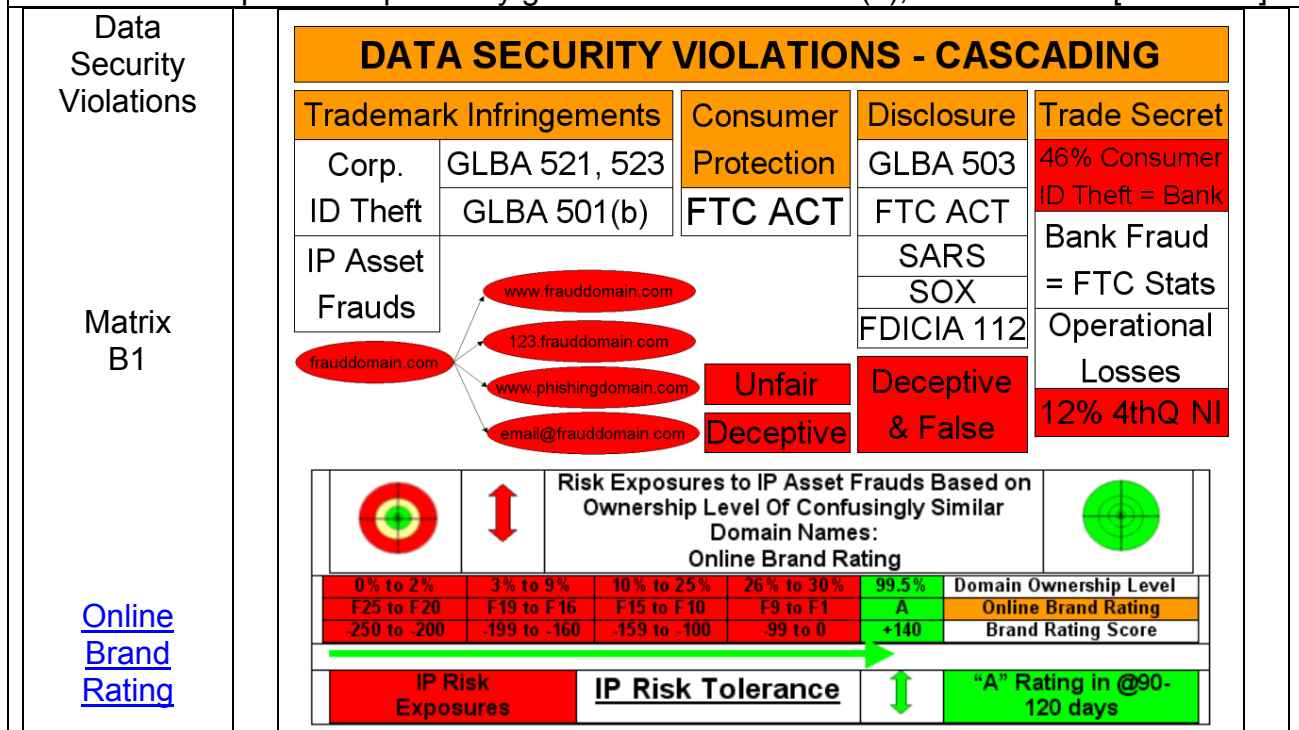 Data
Security
Violations
Matrix
B1
Online
Brand
Rating
DATA SECURITY VIOLATIONS - CASCADING
Trademark Infringements
Corp.
ID Theft
GLBA 521, 523
GLBA 501(b)
IP Asset
Frauds
Consumer
Protection
FTC ACT
Disclosure
GLBA 503
FTC ACT
SARS
SOX
FDICIA 112
Trade Secret
46% Consumer
ID Theft = Bank
Bank Fraud
= FTC Stats
Operational
Losses
12% 4thQ NI
frauddomain.com
www.frauddomain.com
123.frauddomain.com
www.phishingdomain.com
email@frauddomain.com
Unfair
Deceptive
Deceptive
& False
Risk Exposures to IP Asset Frauds Based on
Ownership Level Of Confusingly Similar
Domain Names:
Online Brand Rating
0% to 2% 3% to 9% 10% to 25% 26% to 30% 99.5% Domain Ownership Level
F25 to F20 F19 to F16 F15 to F10 F9 to F1 A Online Brand Rating
-250 to -200 -199 to -160 -159 to -100 -99 to 0 +140 Brand Rating Score
IP Risk
Exposures
IP Risk Tolerance
“A” Rating in @90-
120 days